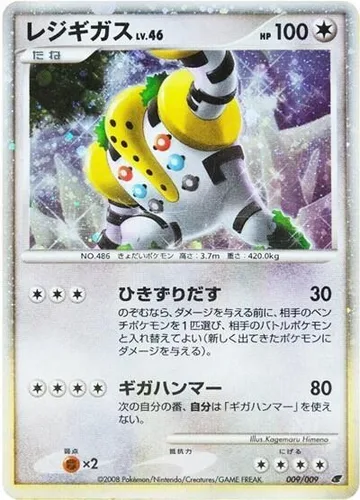 レジギガス LV.46 HP 100
たね
NO.486 きょだいポケモン 高さ：3.7m 重さ：420.0kg
ひきずりだす 30
のぞむなら、ダメージを与える前に、相手のベン
チポケモンを1匹選び、相手のバトルポケモン
と入れ替えてよい（新しく出てきたポケモンに
ダメージを与える）。
ギガハンマー 80
次の自分の番、自分は「ギガハンマー」を使え
ない。
Illus.Kagemaru Himeno
弱点 抵抗力 にげる
×2
©2008 Pokémon/Nintendo/Creatures/GAME FREAK. 009/009